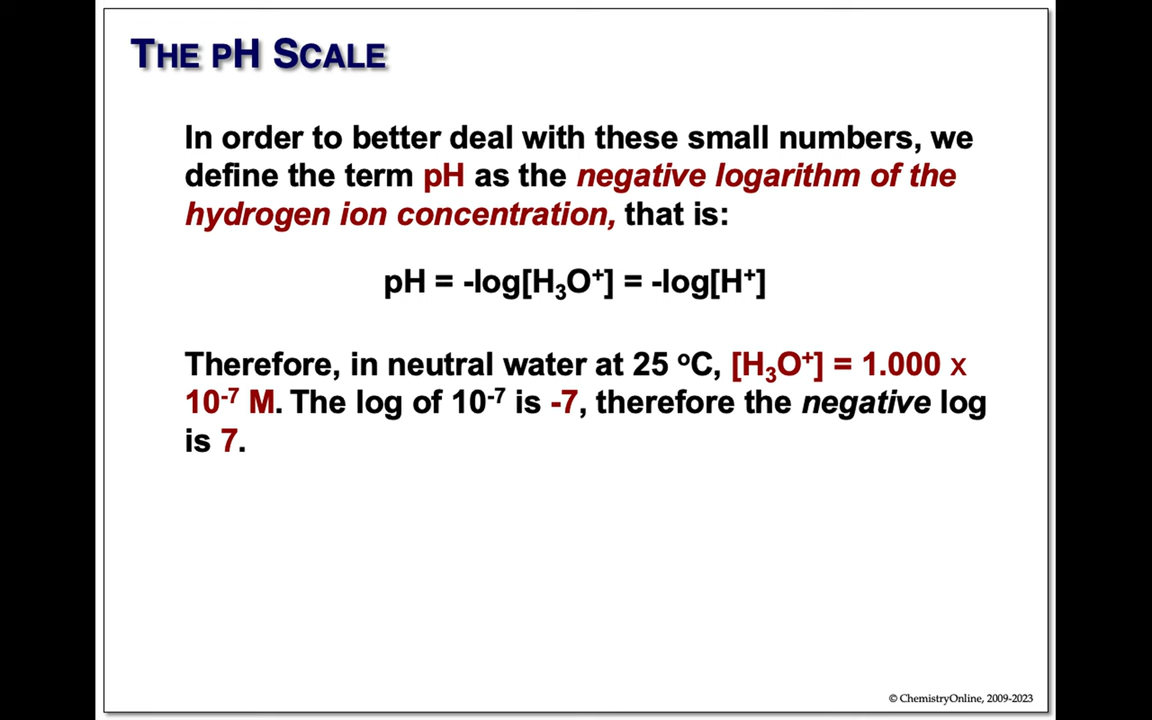 THE pH SCALE
In order to better deal with these small numbers, we
define the term pH as the negative logarithm of the
hydrogen ion concentration, that is:
pH = -log[H₃O⁺] = -log[H⁺]
Therefore, in neutral water at 25 ºC, [H₃O⁺] = 1.000 x
10⁻⁷ M. The log of 10⁻⁷ is -7, therefore the negative log
is 7.
© ChemistryOnline, 2009-2023